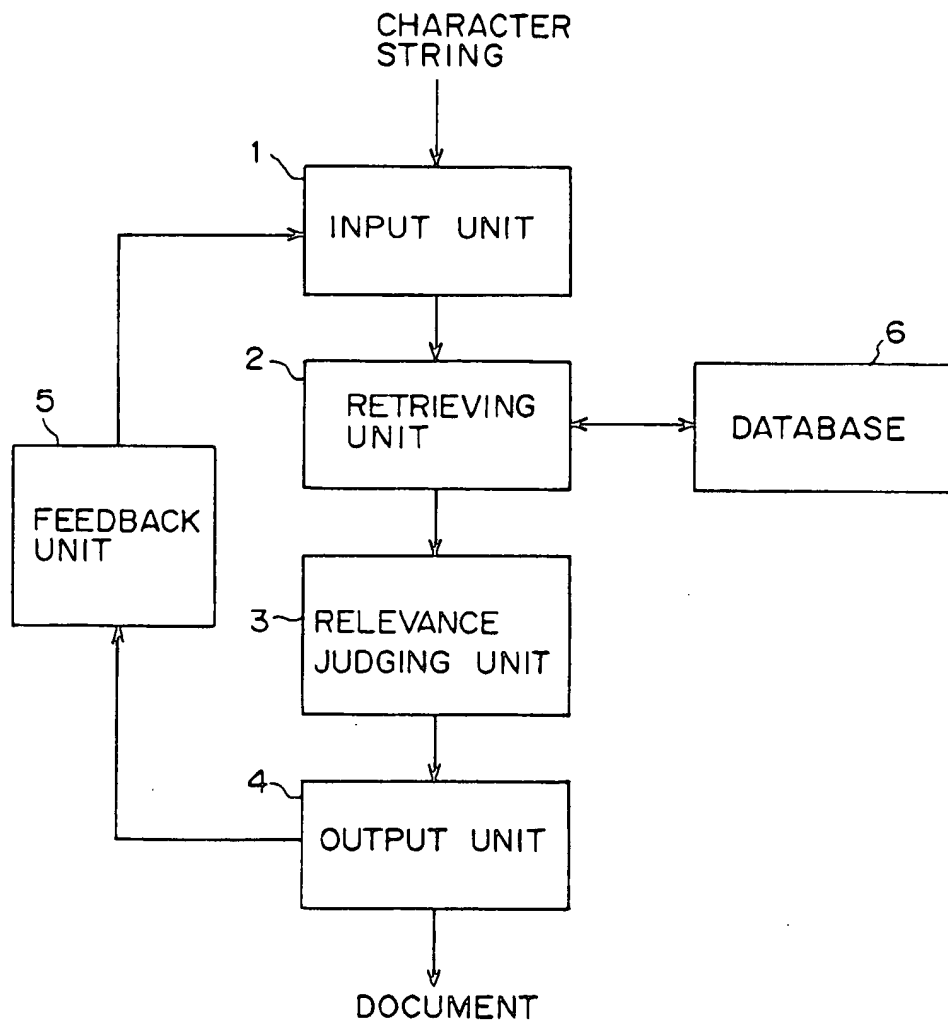 CHARACTER
STRING
1
INPUT UNIT
2
RETRIEVING
UNIT
6
DATABASE
5
FEEDBACK
UNIT
3
RELEVANCE
JUDGING UNIT
4
OUTPUT UNIT
DOCUMENT